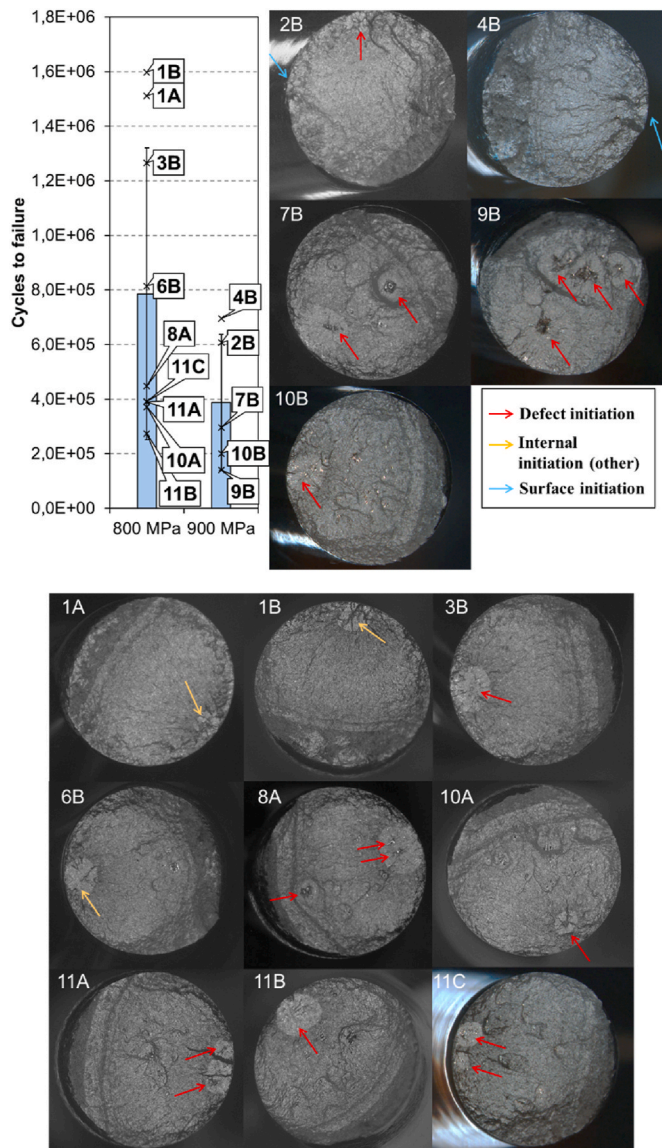 1,8E+06
1,6E+06
1,4E+06
1,2E+06
1,0E+06
8,0E+05
6,0E+05
4,0E+05
2,0E+05
0,0E+00
Cycles to failure
1B
1A
3B
6B
8A
11C
11A
10A
11B
4B
2B
7B
10B
9B
800 MPa 900 MPa
2B
4B
7B
9B
10B
Defect initiation
Internal
initiation (other)
Surface initiation
1A
1B
3B
6B
8A
10A
11A
11B
11C